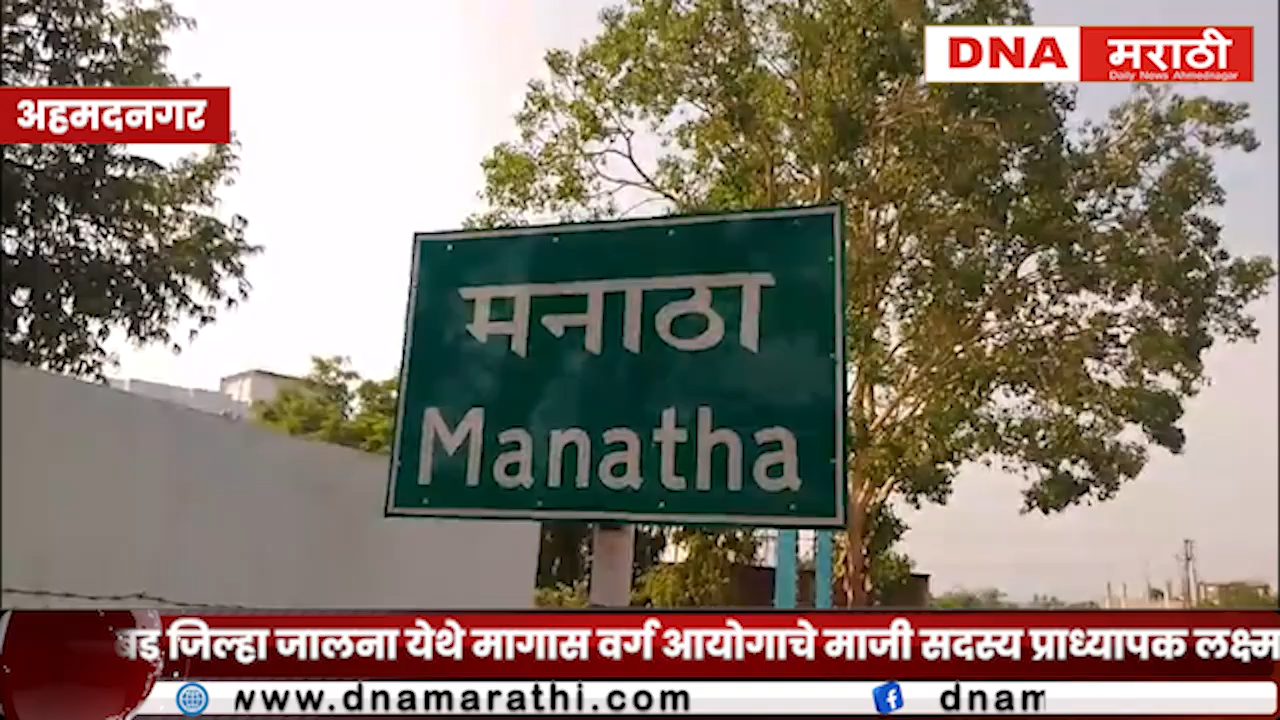 DNA मराठी
Daily News Ahmednagar
अहमदनगर
मनाठा
Manatha
जिल्हा जालना येथे मागास वर्ग आयोगाचे माजी सदस्य प्राध्यापक लक्ष्म
www.dnamarathi.com
dnam